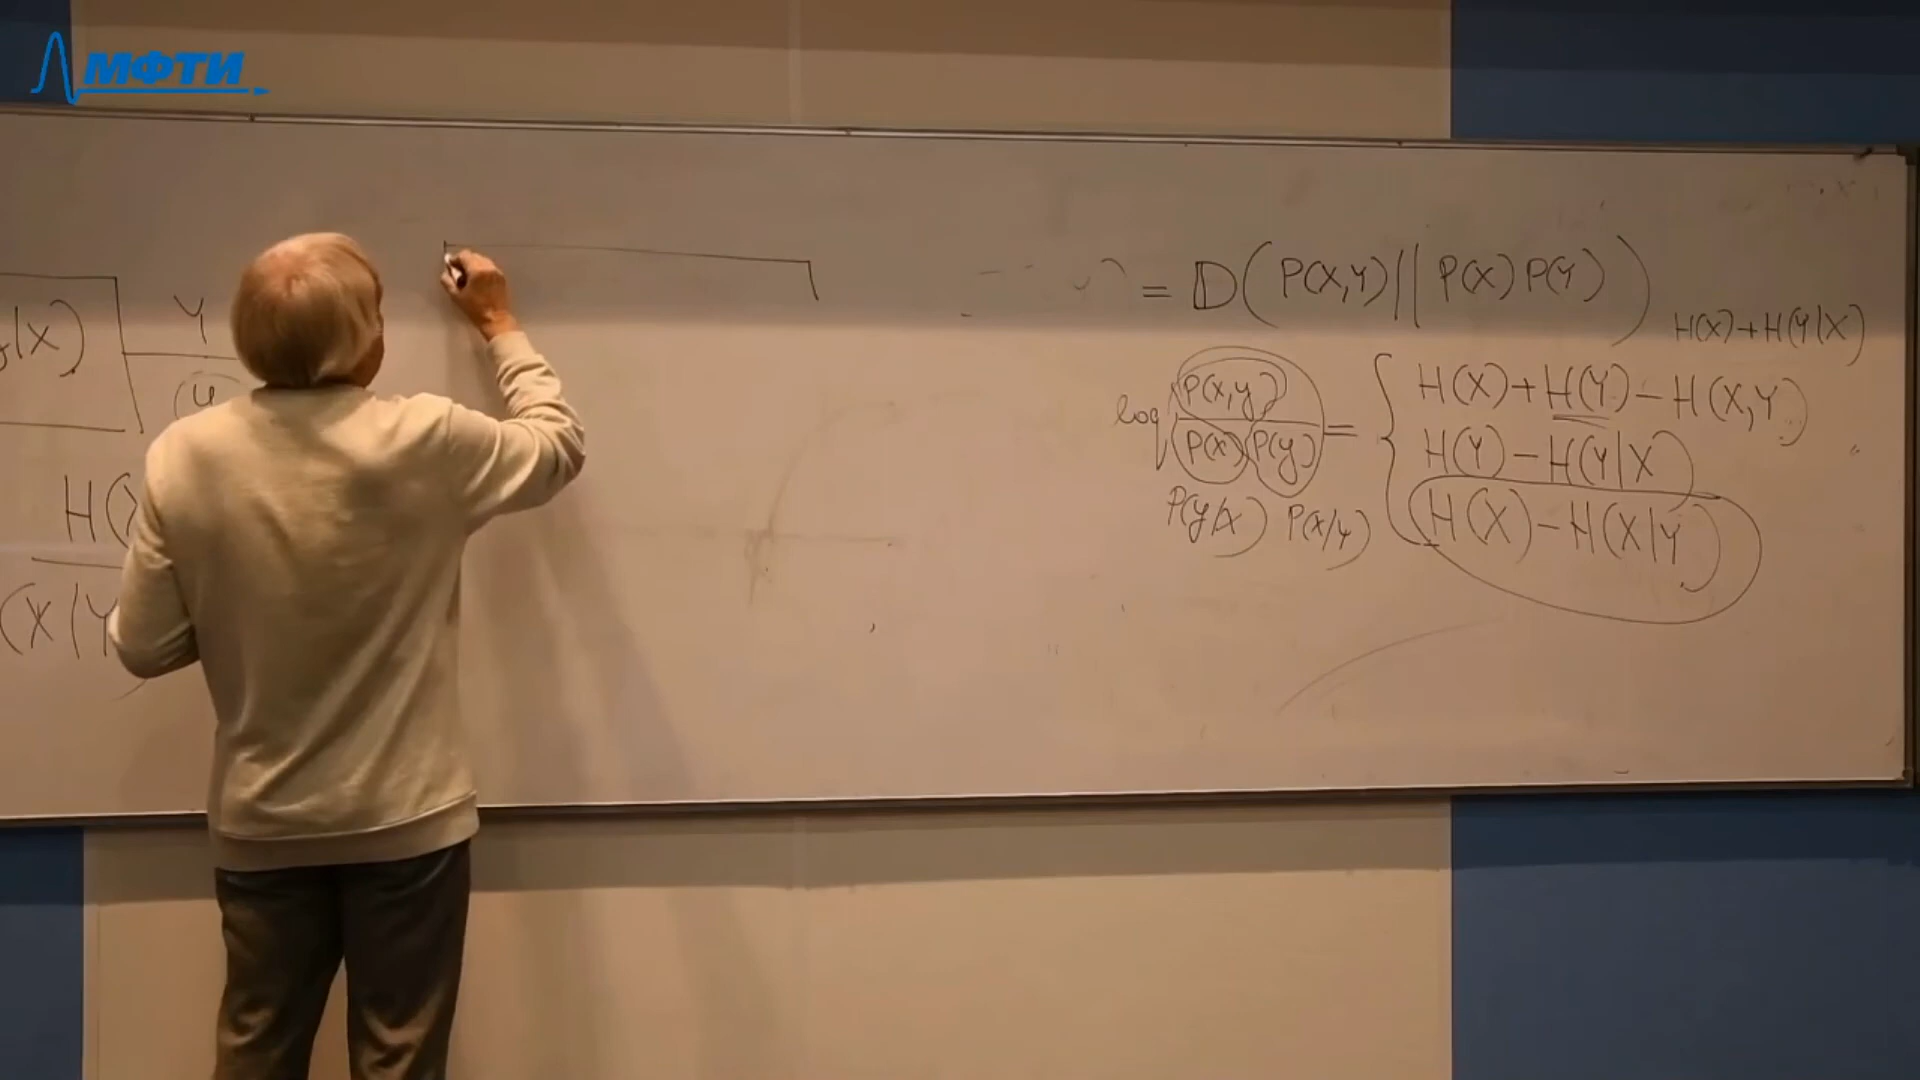 МФТИ
|X)
Y
H(X
(X|Y
= D(P(X,Y)||P(X)P(Y))
H(X)+H(Y|X)
log P(x,y) / P(x) P(y) =
H(X)+H(Y)-H(X,Y)
H(Y)-H(Y|X)
H(X)-H(X|Y)
P(y|x) P(x|y)